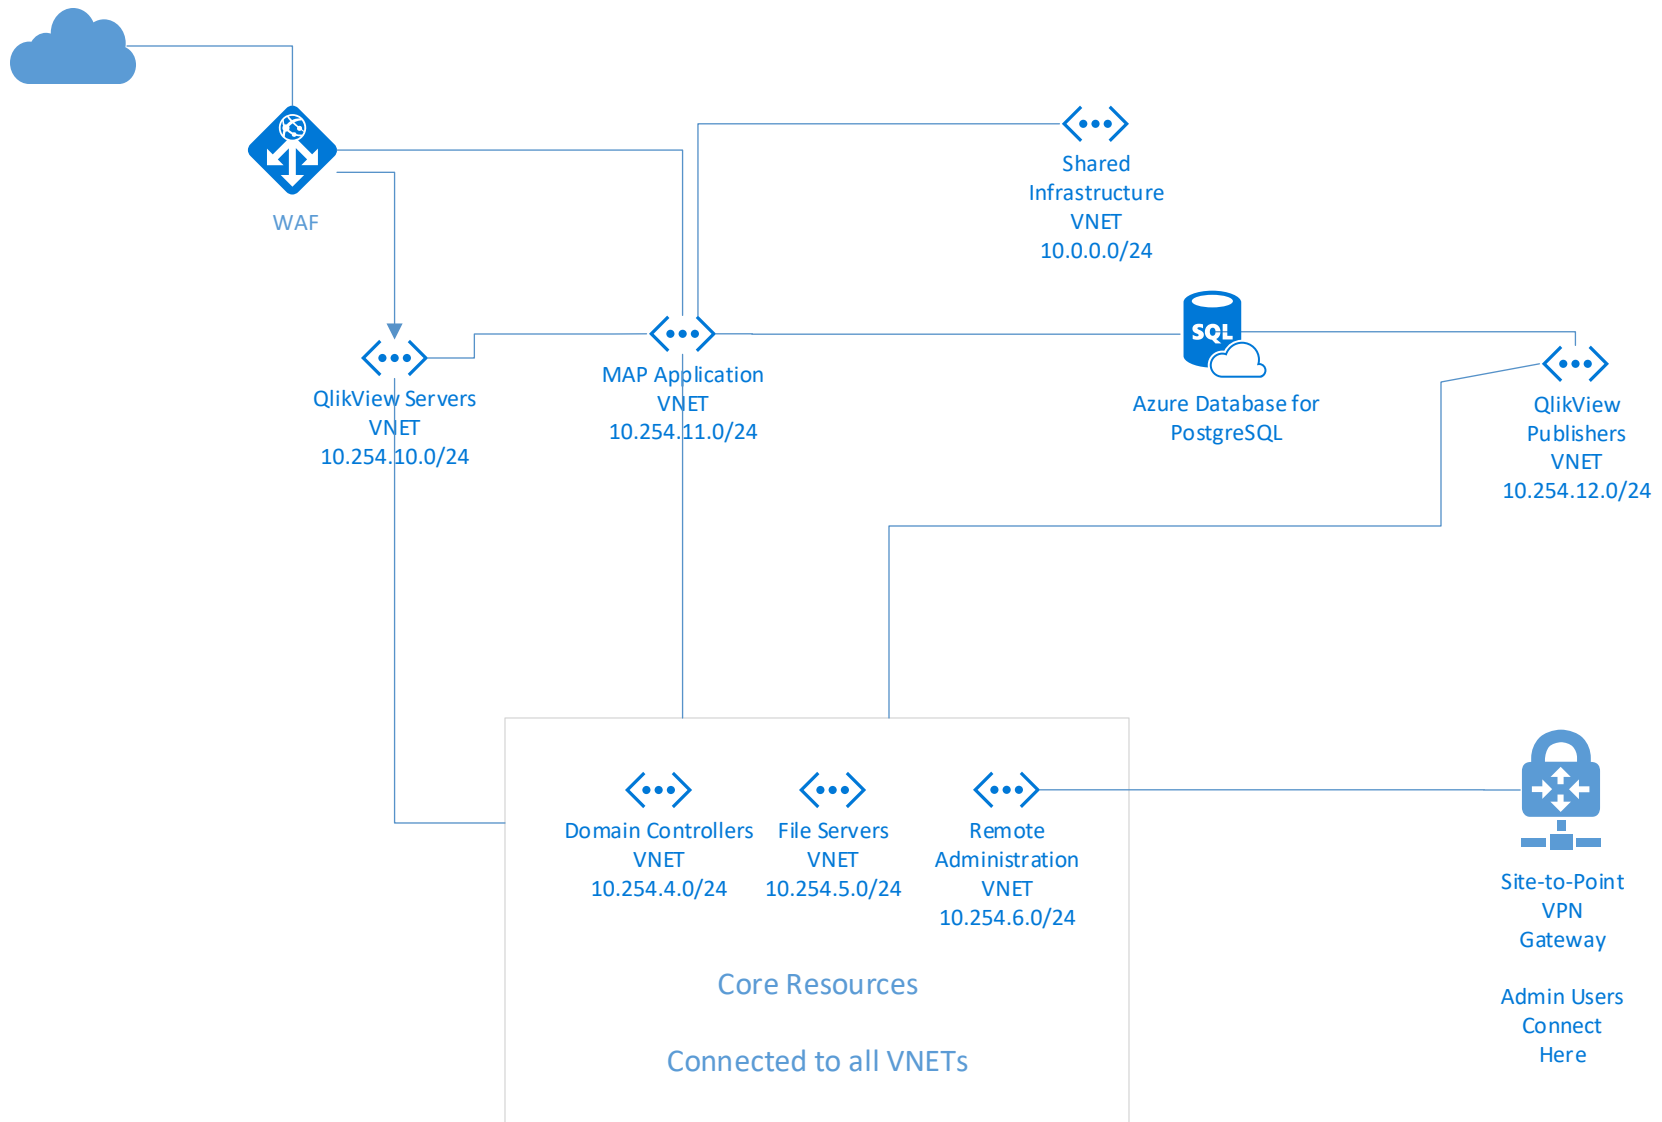 WAF
Shared
Infrastructure
VNET
10.0.0.0/24
SQL
QlikView Servers
VNET
10.254.10.0/24
MAP Application
VNET
10.254.11.0/24
Azure Database for
PostgreSQL
QlikView
Publishers
VNET
10.254.12.0/24
Domain Controllers
VNET
10.254.4.0/24
File Servers
VNET
10.254.5.0/24
Remote
Administration
VNET
10.254.6.0/24
Core Resources
Connected to all VNETs
Site-to-Point
VPN
Gateway
Admin Users
Connect
Here